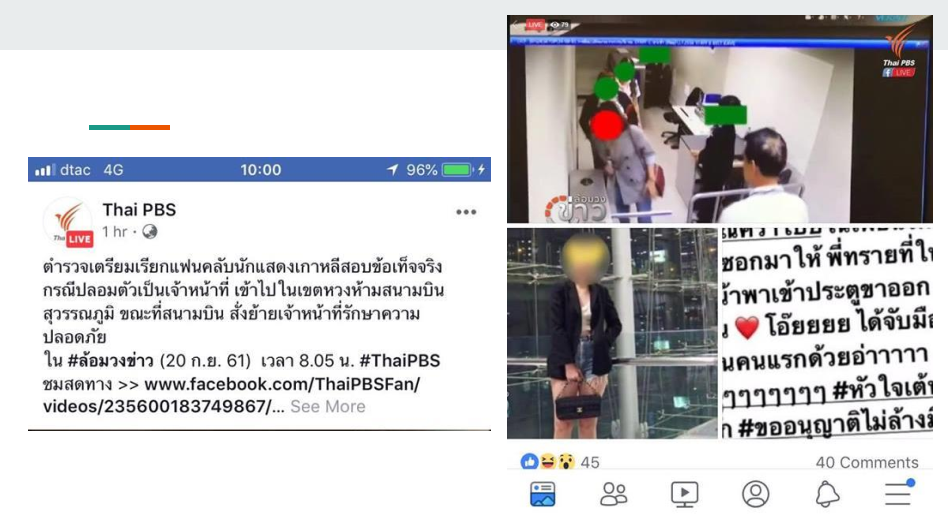 dtac 4G 10:00 96%
Thai PBS
1 hr ·
LIVE
ตำรวจเตรียมเรียกแฟนคลับนักแสดงเกาหลีสอบข้อเท็จจริง
กรณีปลอมตัวเป็นเจ้าหน้าที่ เข้าไปในเขตหวงห้ามสนามบิน
สุวรรณภูมิ ขณะที่สนามบิน สั่งย้ายเจ้าหน้าที่รักษาความ
ปลอดภัย
ใน #ล้อมวงข่าว (20 ก.ย. 61) เวลา 8.05 น. #ThaiPBS
ชมสดทาง >> www.facebook.com/ThaiPBSFan/
videos/235600183749867/... See More
LIVE 79
Thai PBS
LIVE
ล้อมวง
ข่าว
ซอกมาให้ พี่ทรายที่ใ
พาเข้าประตูขาออก
โอ๊ยยยย ได้จับมือ
นคนแรกด้วยอ่าาาาา
ๆๆๆๆๆๆๆ #หัวใจเต้
#ขออนุญาติไม่ล้างมื
45 40 Comments